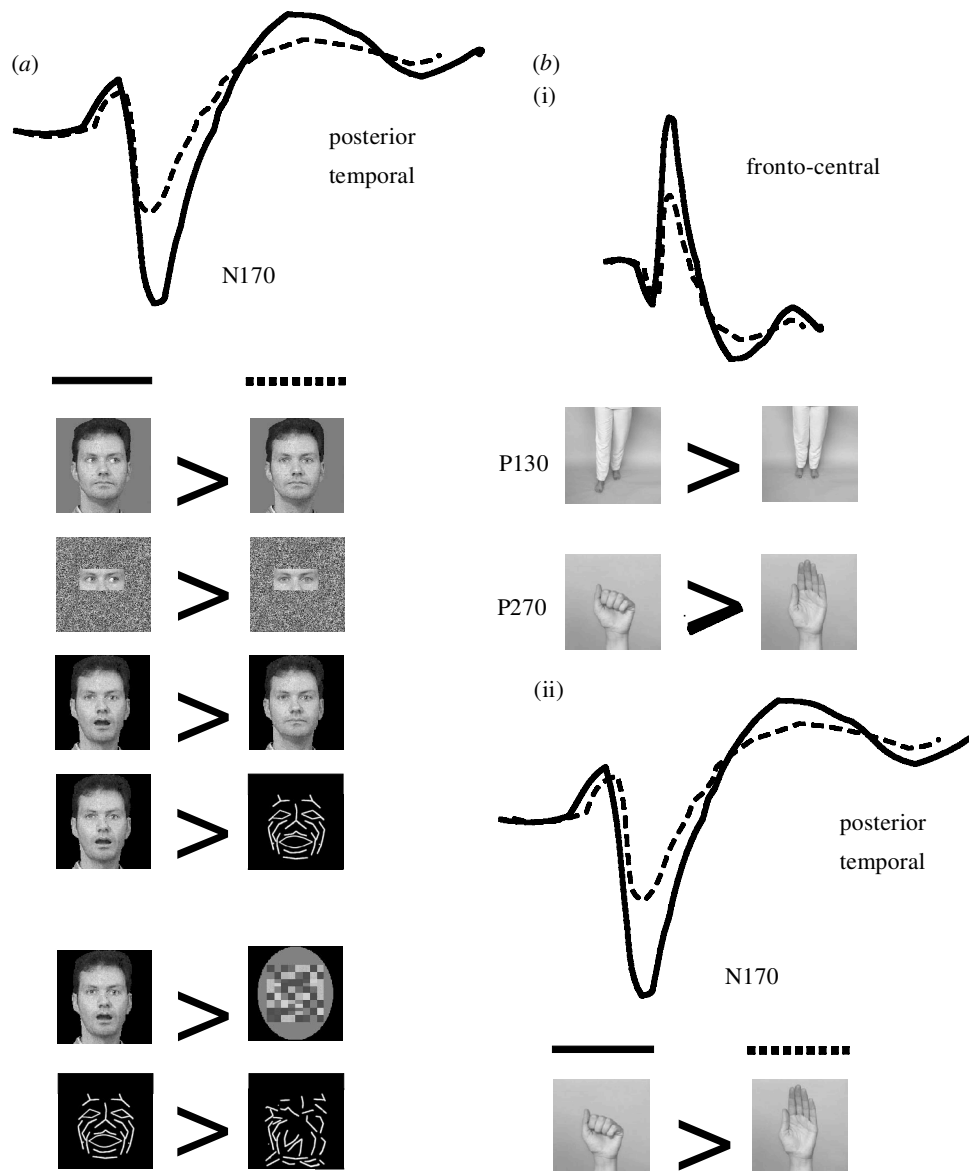 (a)
posterior
temporal
N170
(b)
(i)
fronto-central
P130
P270
(ii)
posterior
temporal
N170